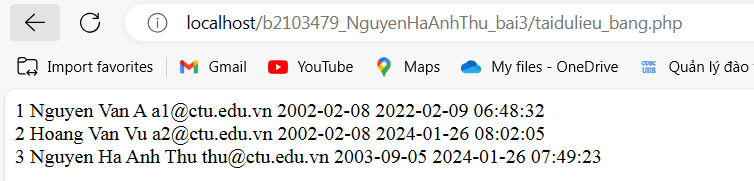 localhost/b2103479_NguyenHaAnhThu_bai3/taidulieu_bang.php
Import favorites Gmail YouTube Maps My files - OneDrive CUSC UIIS Quản lý đào
1 Nguyen Van A a1@ctu.edu.vn 2002-02-08 2022-02-09 06:48:32
2 Hoang Van Vu a2@ctu.edu.vn 2002-02-08 2024-01-26 08:02:05
3 Nguyen Ha Anh Thu thu@ctu.edu.vn 2003-09-05 2024-01-26 07:49:23